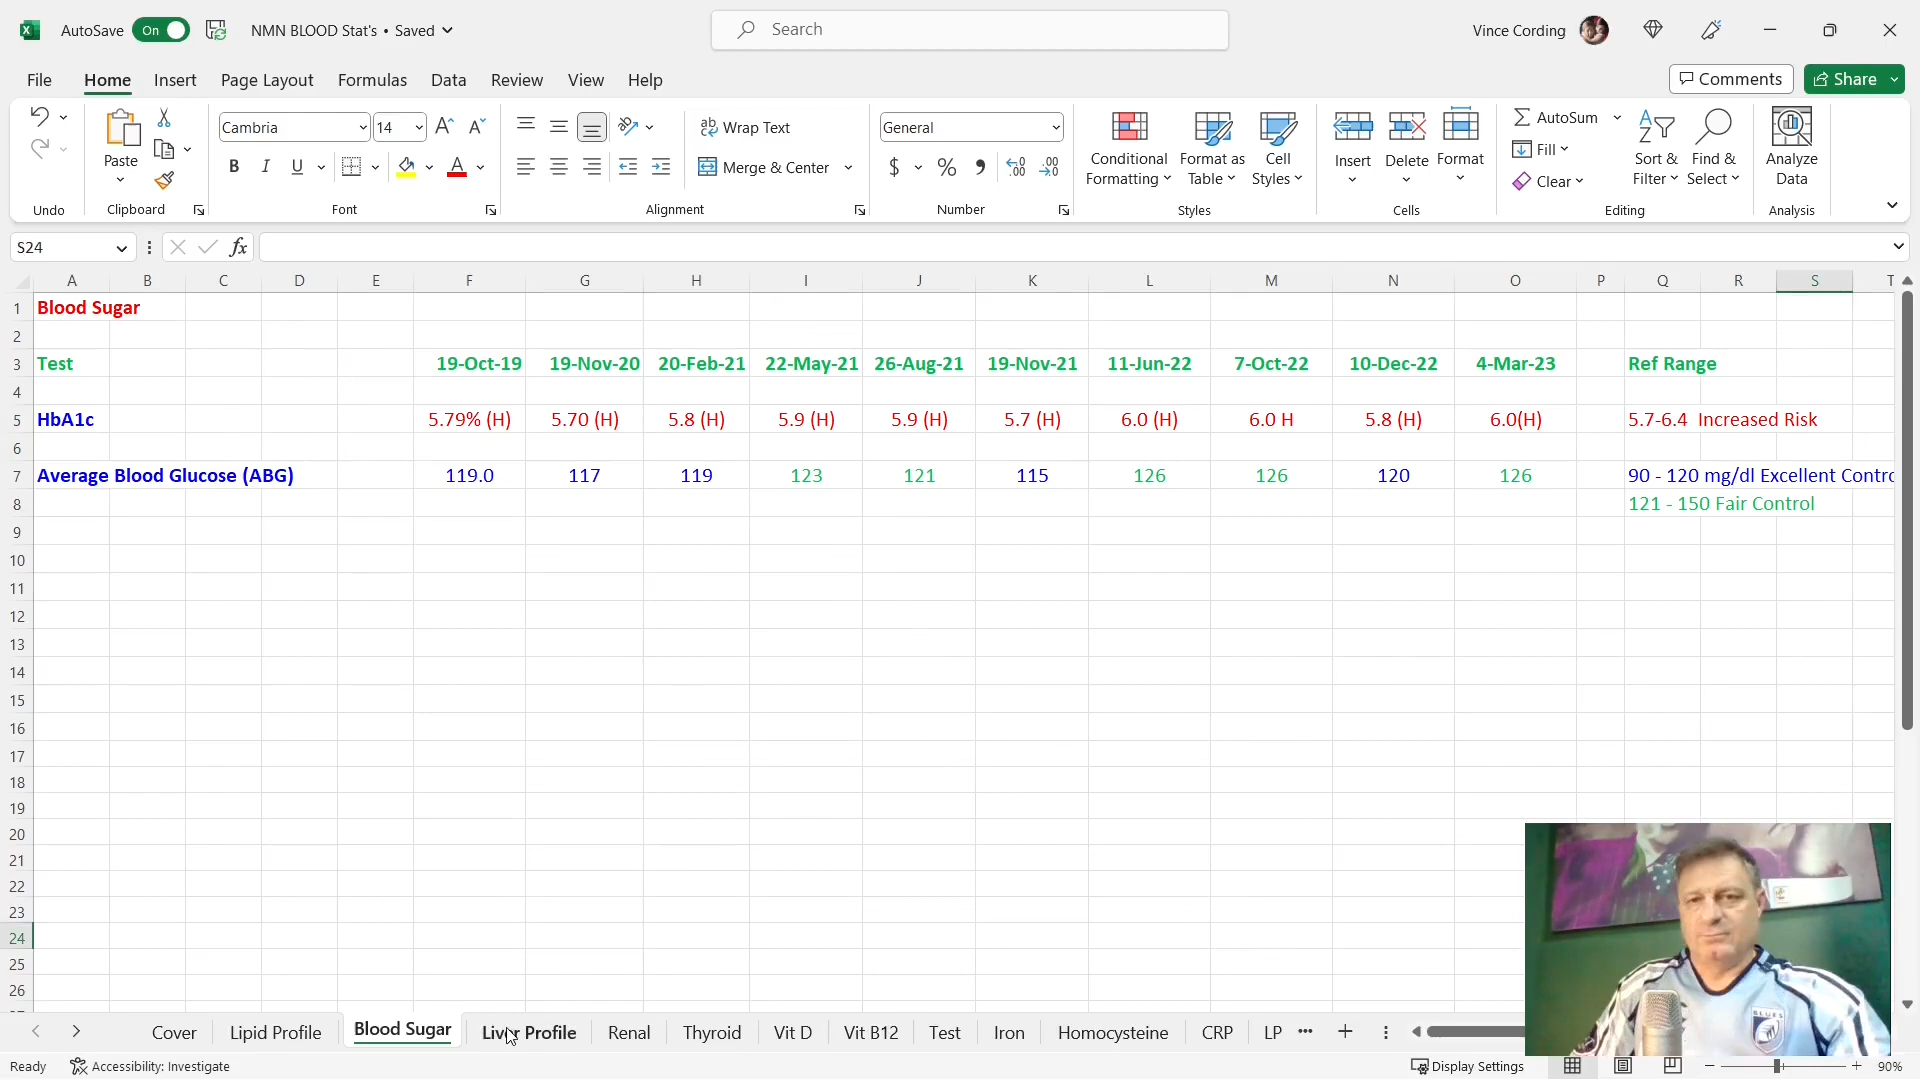 AutoSave On NMN BLOOD Stat's • Saved Search Vince Cording
File Home Insert Page Layout Formulas Data Review View Help Comments Share
Paste
Cambria 14
B I U
ab Wrap Text
Merge & Center
General
$ % , .00
Conditional Formatting
Format as Table
Cell Styles
Insert Delete Format
AutoSum
Fill
Clear
Sort & Filter
Find & Select
Analyze Data
Undo Clipboard Font Alignment Number Styles Cells Editing Analysis
S24 fx
A B C D E F G H I J K L M N O P Q R S T
1 Blood Sugar
2
3 Test 19-Oct-19 19-Nov-20 20-Feb-21 22-May-21 26-Aug-21 19-Nov-21 11-Jun-22 7-Oct-22 10-Dec-22 4-Mar-23 Ref Range
4
5 HbA1c 5.79% (H) 5.70 (H) 5.8 (H) 5.9 (H) 5.9 (H) 5.7 (H) 6.0 (H) 6.0 H 5.8 (H) 6.0(H) 5.7-6.4 Increased Risk
6
7 Average Blood Glucose (ABG) 119.0 117 119 123 121 115 126 126 120 126 90 - 120 mg/dl Excellent Contro
8 121 - 150 Fair Control
9
10
11
12
13
14
15
16
17
18
19
20
21
22
23
24
25
26
BLUES
Cover Lipid Profile Blood Sugar Liver Profile Renal Thyroid Vit D Vit B12 Test Iron Homocysteine CRP LP
Ready Accessibility: Investigate Display Settings 90%